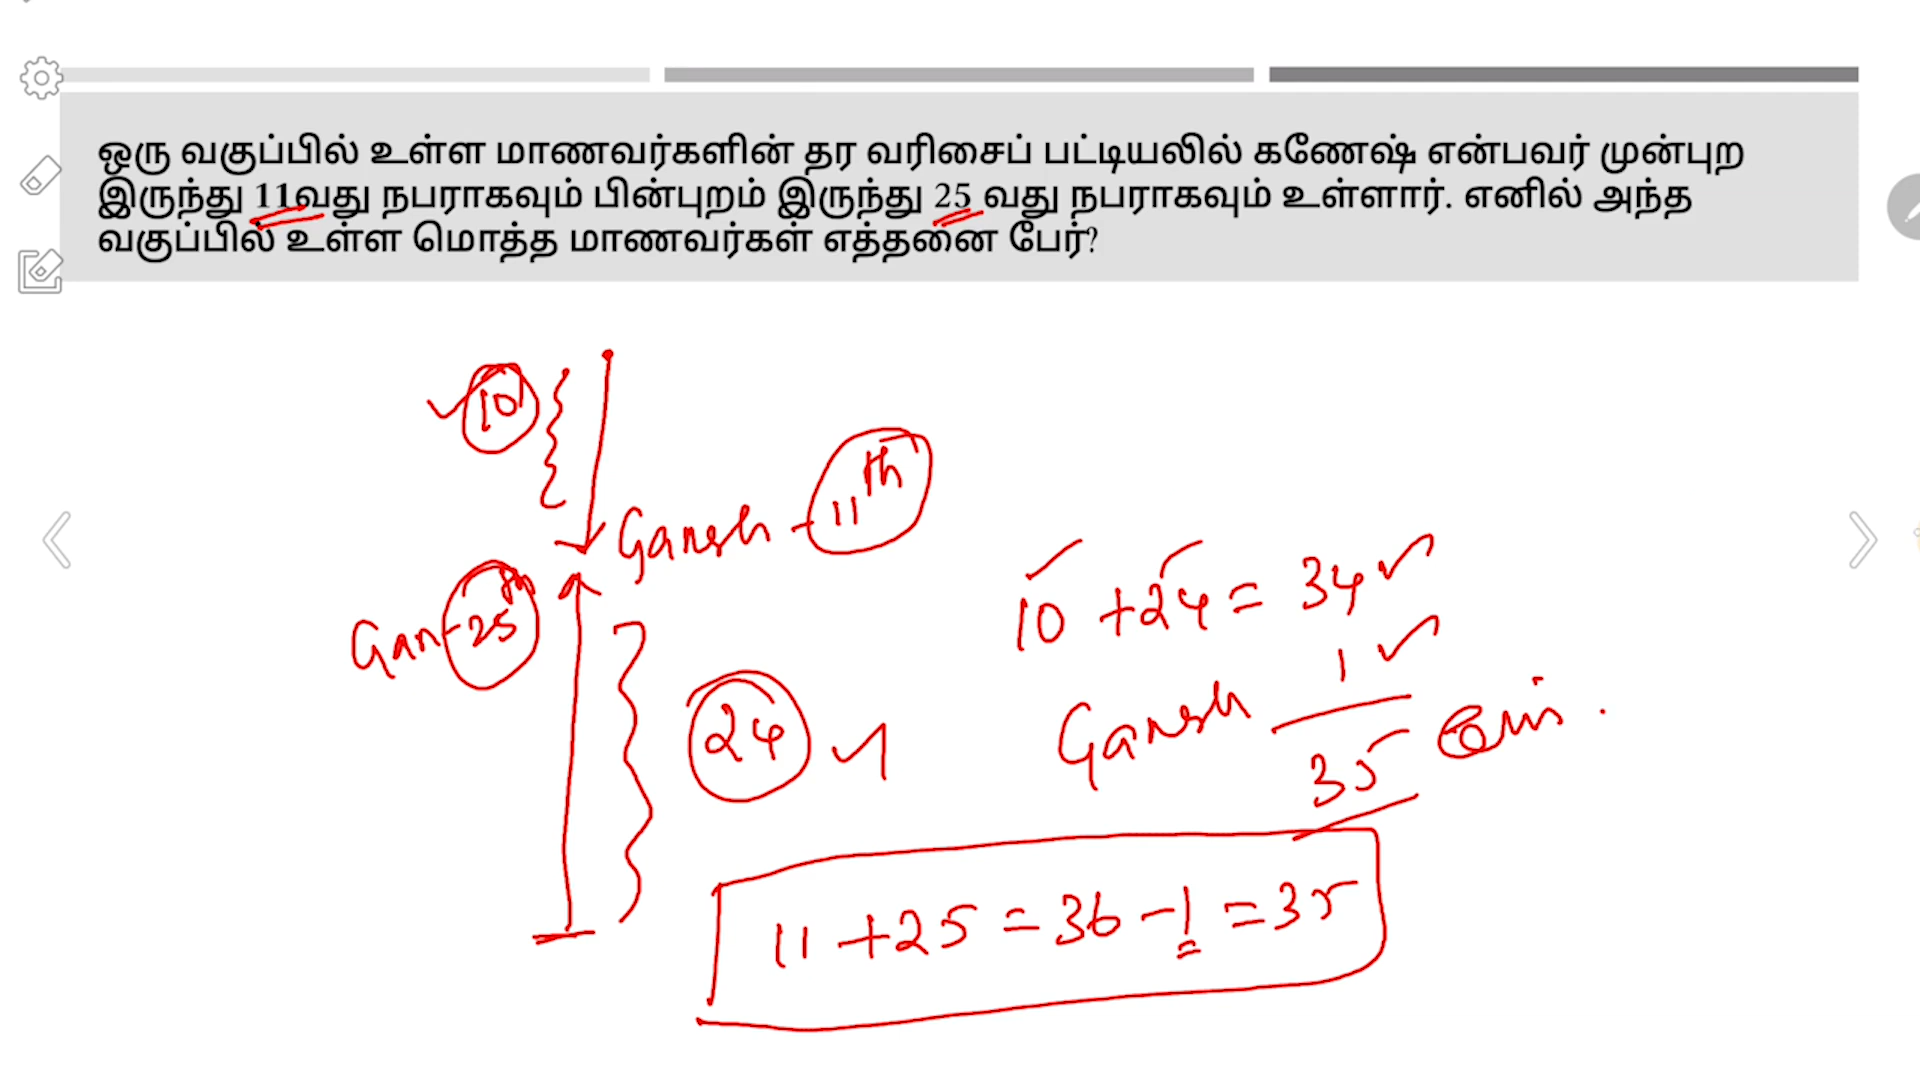 ஒரு வகுப்பில் உள்ள மாணவர்களின் தர வரிசைப் பட்டியலில் கணேஷ் என்பவர் முன்புற
இருந்து 11வது நபராகவும் பின்புறம் இருந்து 25 வது நபராகவும் உள்ளார். எனில் அந்த
வகுப்பில் உள்ள மொத்த மாணவர்கள் எத்தனை பேர்?
10
Ganesh - 11th
Gan - 25th
24
10 + 24 = 34
Ganesh 1
35
11 + 25 = 36 - 1 = 35